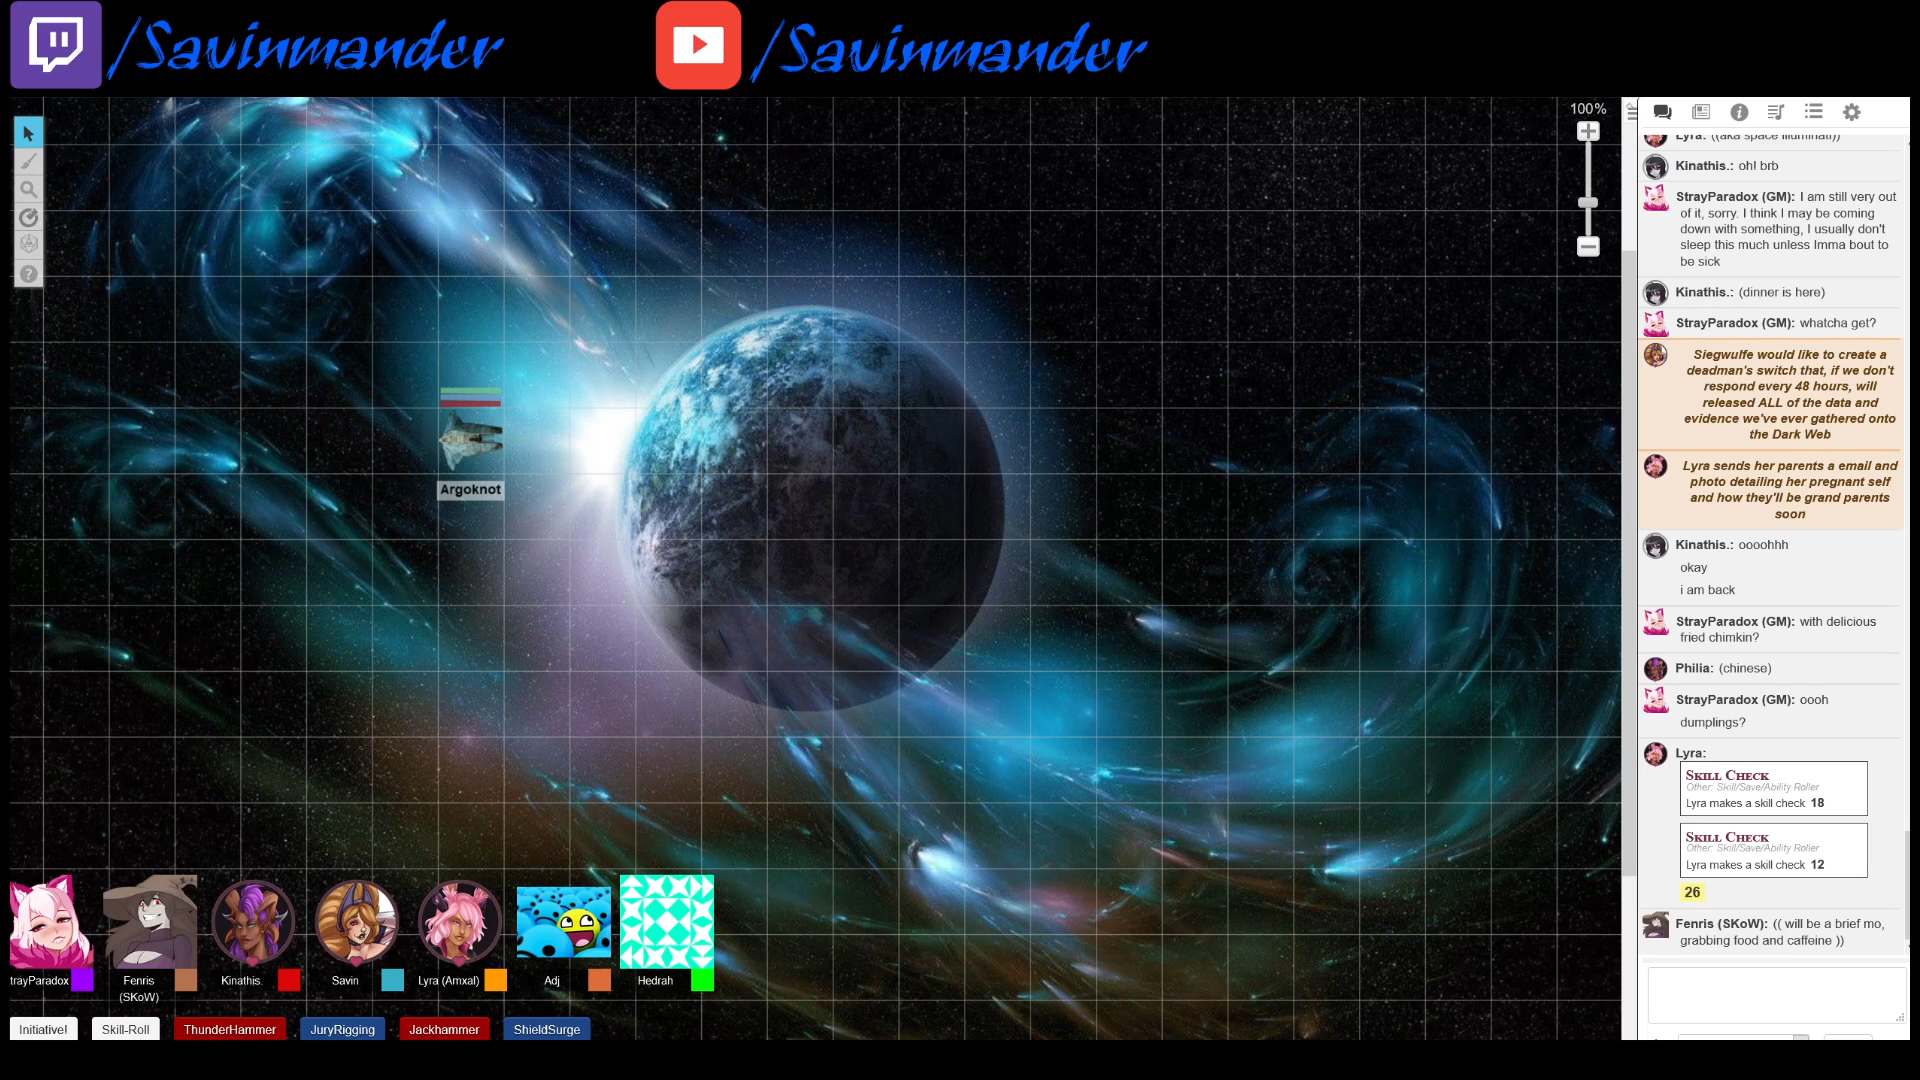 /Savinmander
/Savinmander
100%
Argoknot
Lyra: ((aka space illuminati))
Kinathis.: oh! brb
StrayParadox (GM): I am still very out
of it, sorry. I think I may be coming
down with something, I usually don't
sleep this much unless Imma bout to
be sick
Kinathis.: (dinner is here)
StrayParadox (GM): whatcha get?
Siegwulfe would like to create a
deadman's switch that, if we don't
respond every 48 hours, will
released ALL of the data and
evidence we've ever gathered onto
the Dark Web
Lyra sends her parents a email and
photo detailing her pregnant self
and how they'll be grand parents
soon
Kinathis.: oooohhh
okay
i am back
StrayParadox (GM): with delicious
fried chimkin?
Philia: (chinese)
StrayParadox (GM): oooh
dumplings?
Lyra:
Skill Check
Other: Skill/Save/Ability Roller
Lyra makes a skill check 18
Skill Check
Other: Skill/Save/Ability Roller
Lyra makes a skill check 12
26
Fenris (SKoW): (( will be a brief mo,
grabbing food and caffeine ))
trayParadox
Fenris
(SKoW)
Kinathis.
Savin
Lyra (Amxal)
Adj
Hedrah
Initiative!
Skill-Roll
ThunderHammer
JuryRigging
Jackhammer
ShieldSurge